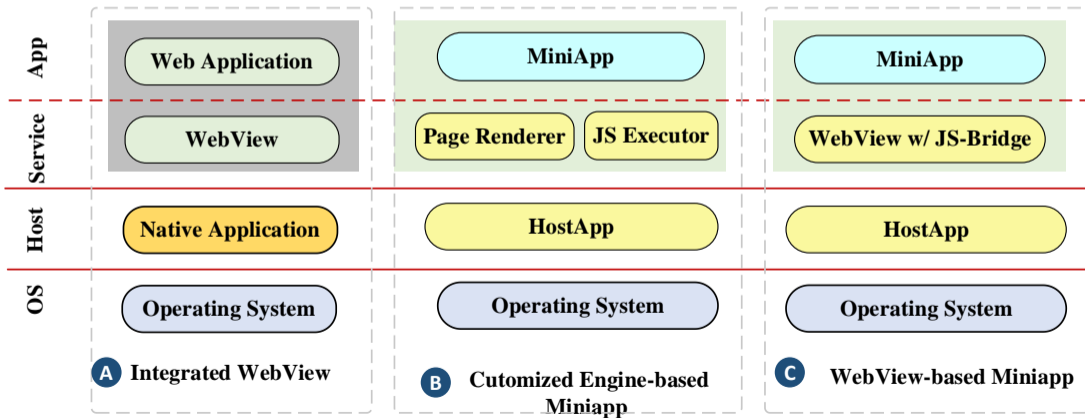 App
Web Application
MiniApp
MiniApp
Service
WebView
Page Renderer
JS Executor
WebView w/ JS-Bridge
Host
Native Application
HostApp
HostApp
OS
Operating System
Operating System
Operating System
A Integrated WebView
B Cutomized Engine-based
Miniapp
C WebView-based Miniapp